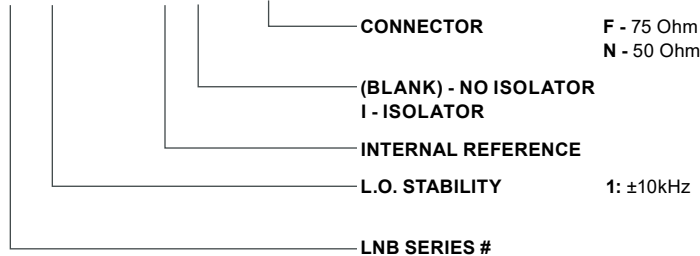 CONNECTOR F - 75 Ohm
N - 50 Ohm
(BLANK) - NO ISOLATOR
I - ISOLATOR
INTERNAL REFERENCE
L.O. STABILITY 1: ±10kHz
LNB SERIES #